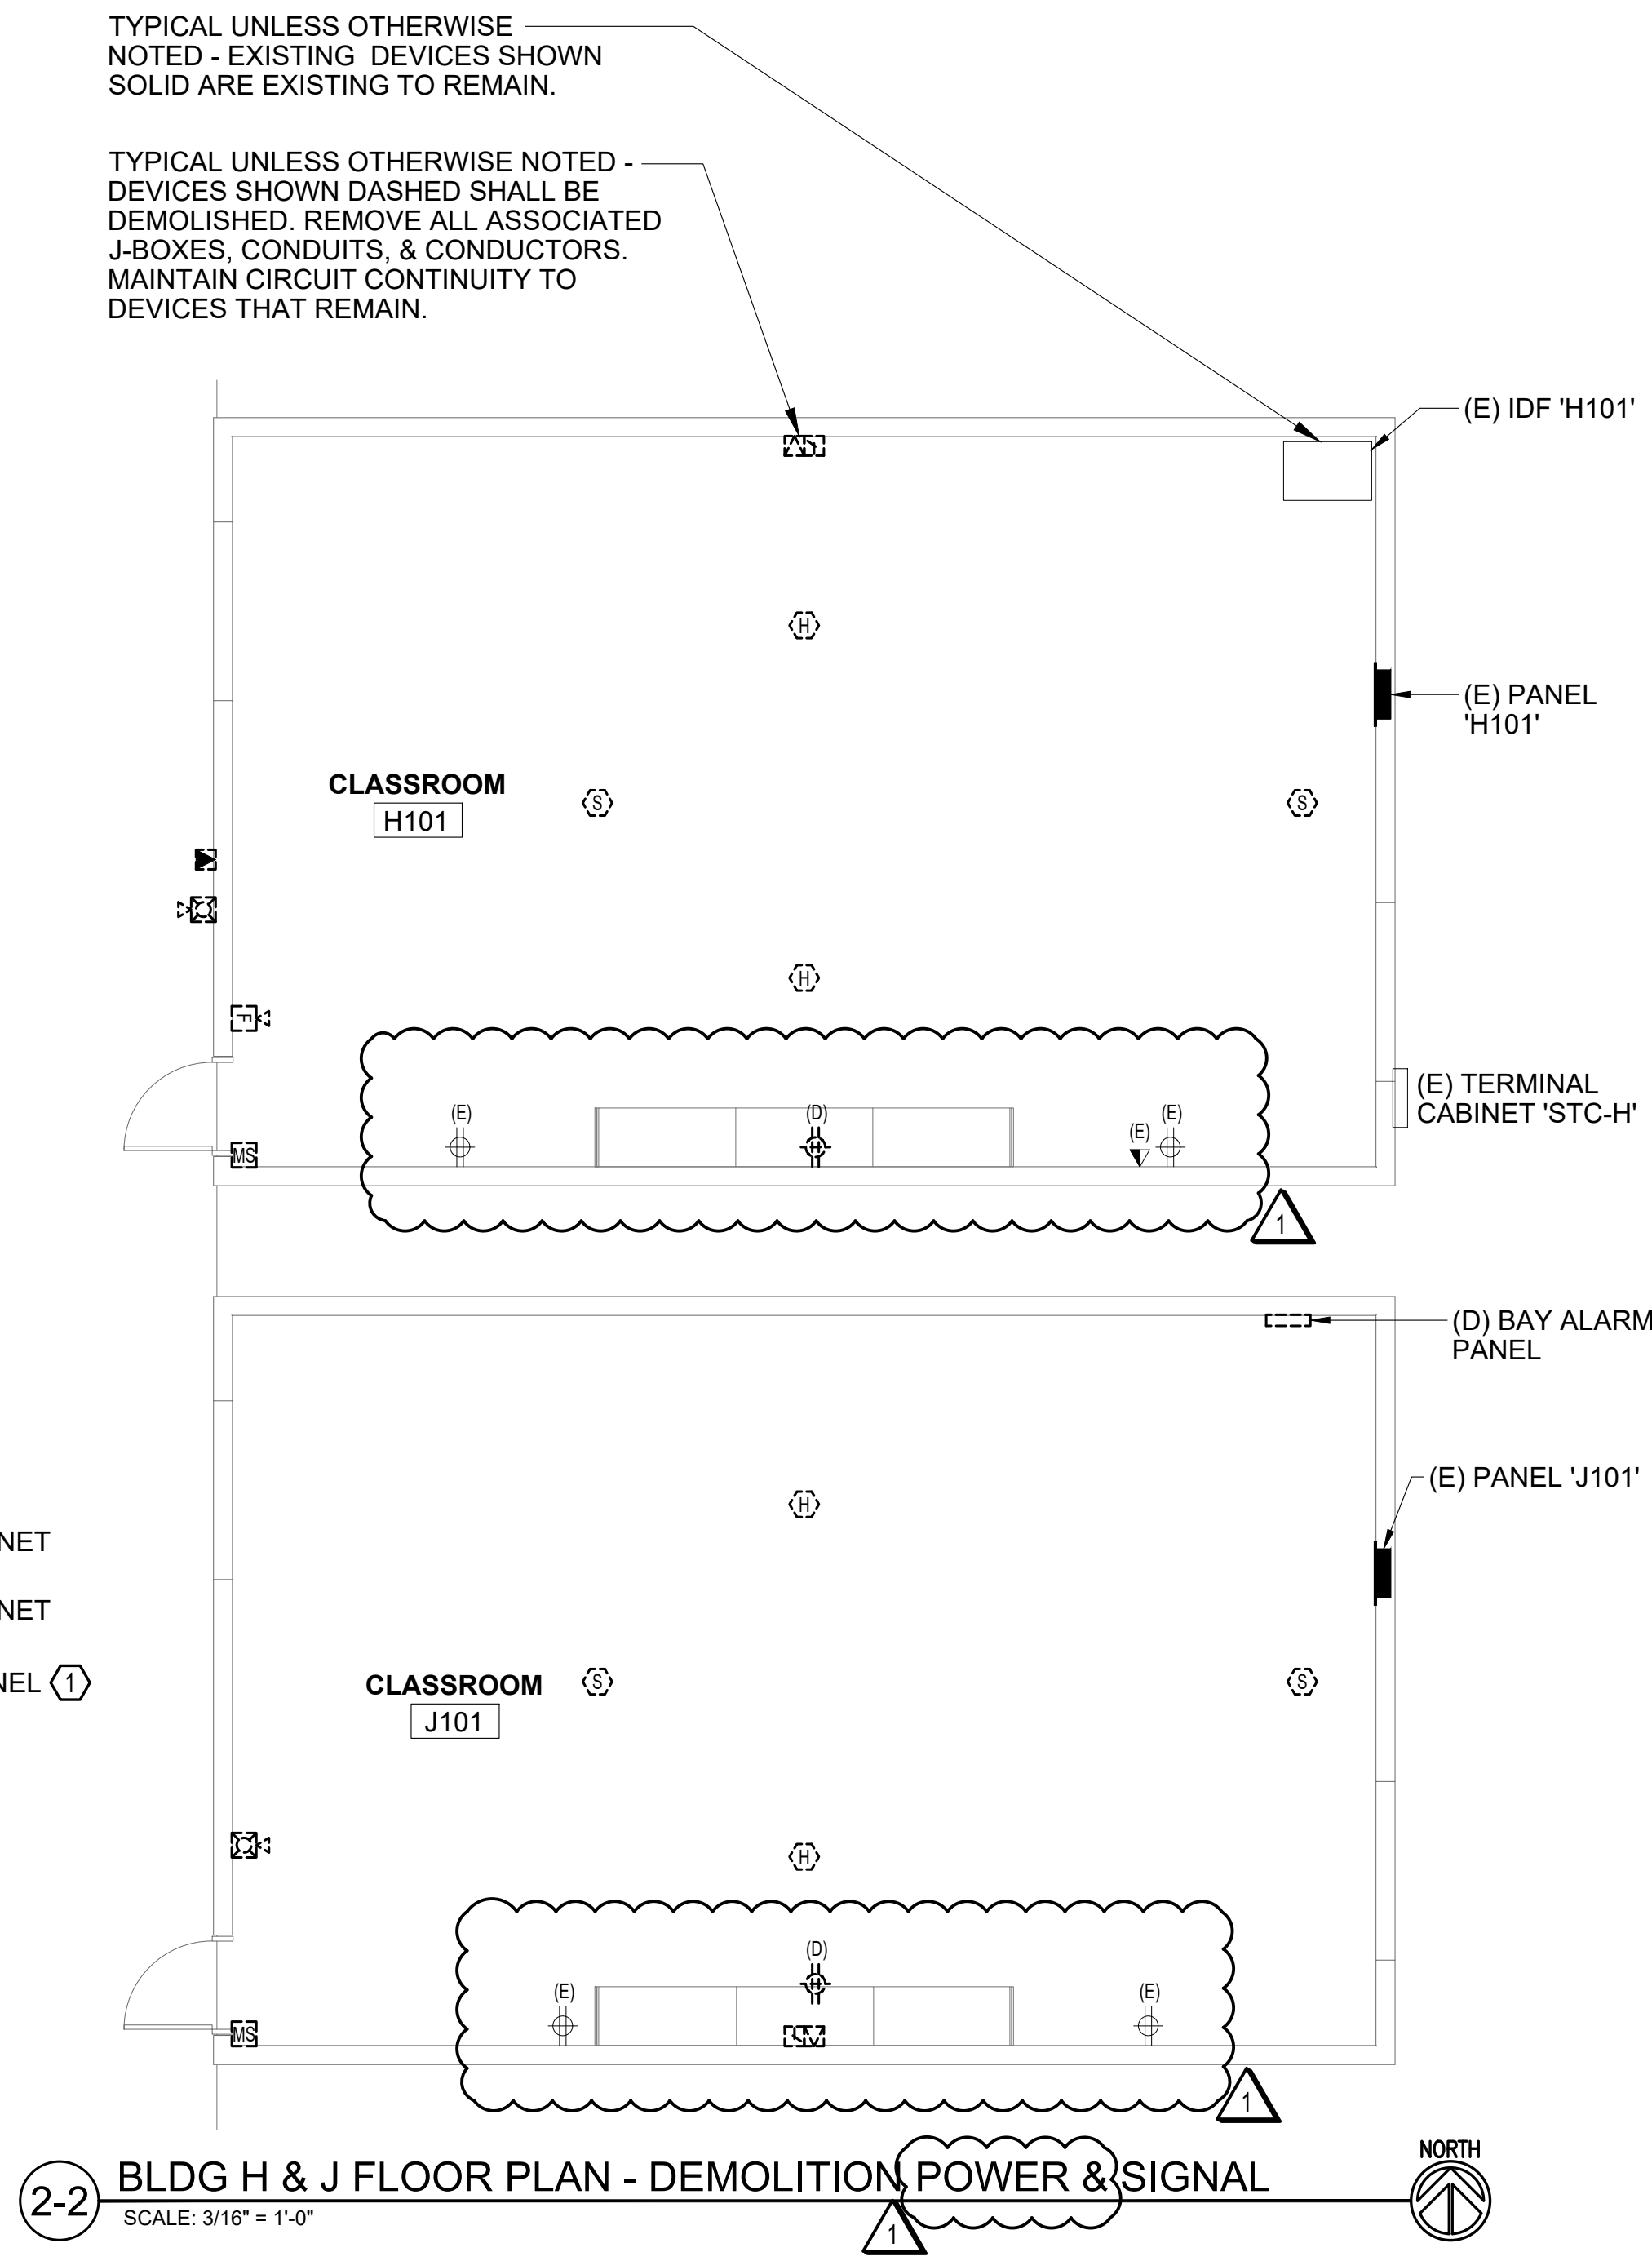 TYPICAL UNLESS OTHERWISE
NOTED - EXISTING DEVICES SHOWN
SOLID ARE EXISTING TO REMAIN.
TYPICAL UNLESS OTHERWISE NOTED -
DEVICES SHOWN DASHED SHALL BE
DEMOLISHED. REMOVE ALL ASSOCIATED
J-BOXES, CONDUITS, & CONDUCTORS.
MAINTAIN CIRCUIT CONTINUITY TO
DEVICES THAT REMAIN.
(E) IDF 'H101'
H
(E) PANEL
'H101'
CLASSROOM
H101
S
S
H
F
(E) TERMINAL
CABINET 'STC-H'
(E)
(D)
(E)
(E)
H
MS
1
(D) BAY ALARM
PANEL
(E) PANEL 'J101'
H
NET
NET
NEL 1
CLASSROOM
J101
S
S
H
(D)
H
(E)
(E)
MS
1
2-2
BLDG H & J FLOOR PLAN - DEMOLITION POWER & SIGNAL
SCALE: 3/16" = 1'-0"
1
NORTH